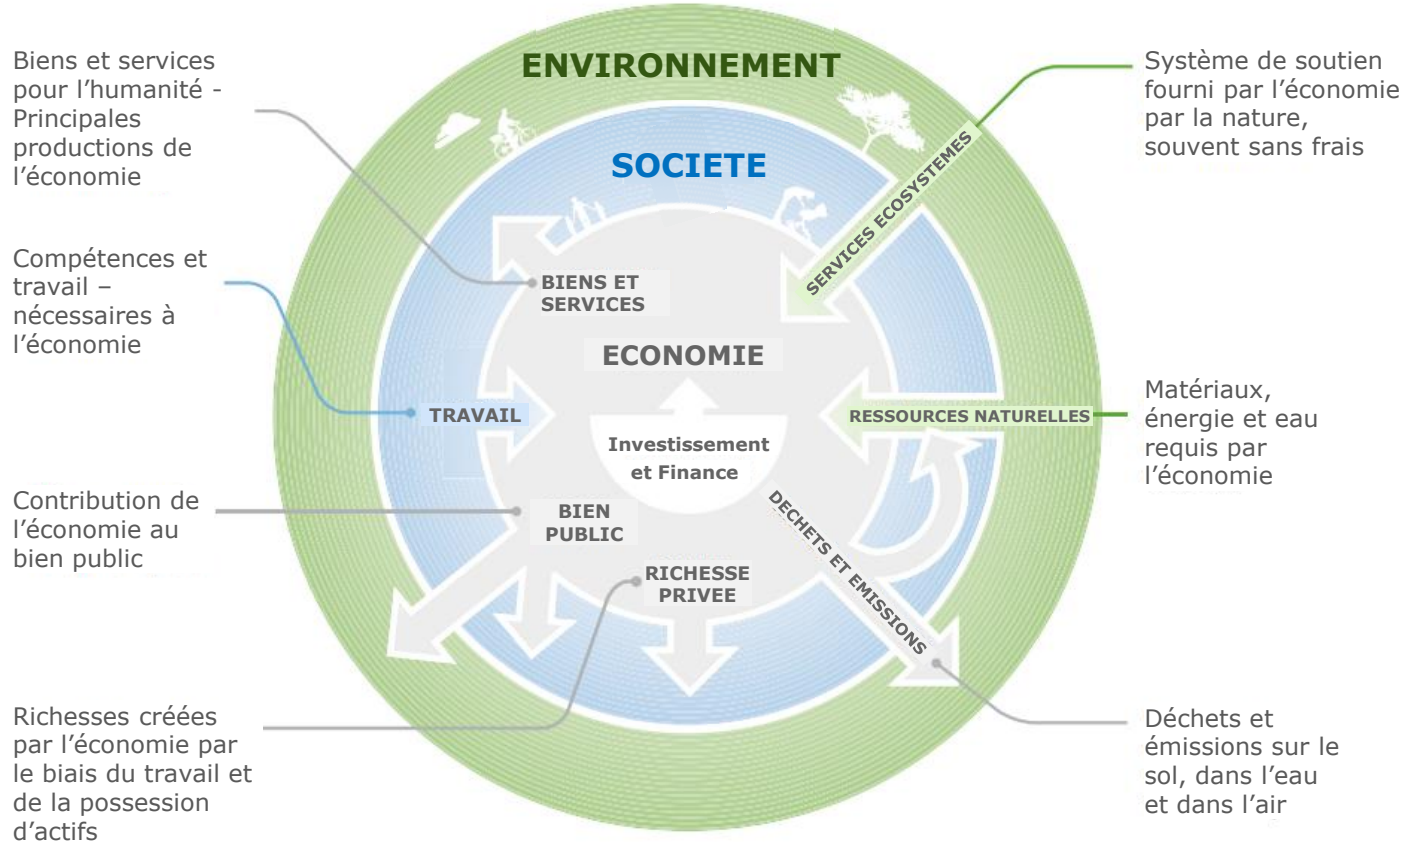 ENVIRONNEMENT
SOCIETE
Biens et services
pour l’humanité -
Principales
productions de
l’économie
Compétences et
travail –
nécessaires à
l’économie
Contribution de
l’économie au
bien public
Richesses créées
par l’économie par
le biais du travail et
de la possession
d’actifs
BIENS ET
SERVICES
ECONOMIE
TRAVAIL
Investissement
et Finance
BIEN
PUBLIC
RICHESSE
PRIVEE
SERVICES ECOSYSTEMES
RESSOURCES NATURELLES
DECHETS ET EMISSIONS
Système de soutien
fourni par l’économie
par la nature,
souvent sans frais
Matériaux,
énergie et eau
requis par
l’économie
Déchets et
émissions sur le
sol, dans l’eau
et dans l’air